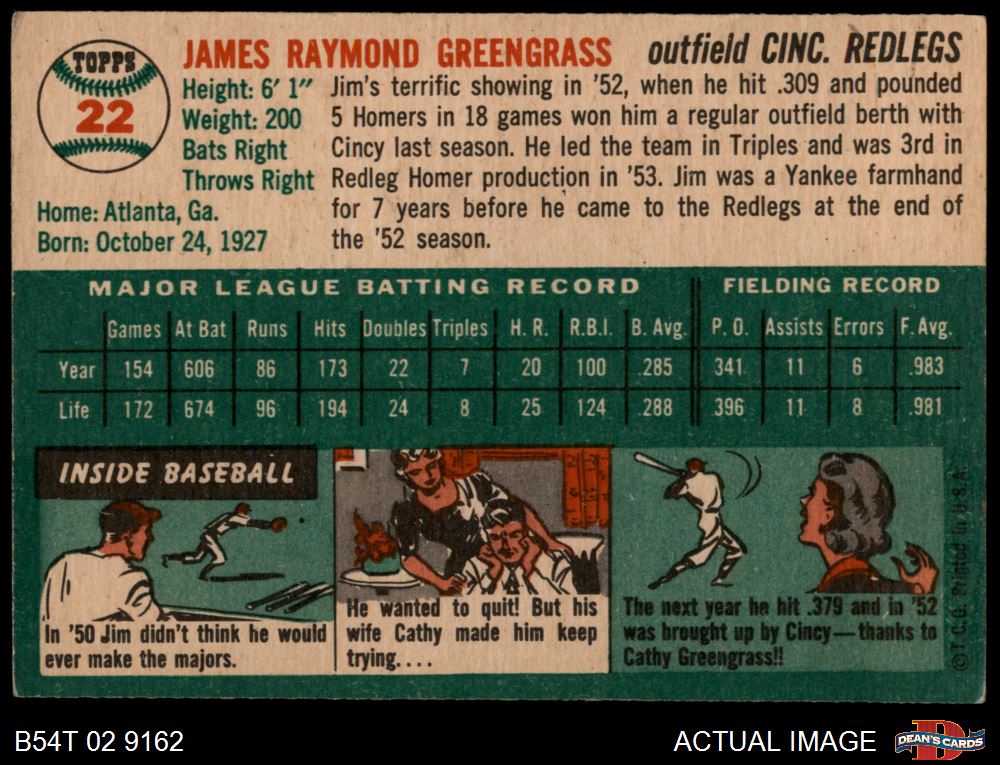 TOPPS
22
JAMES RAYMOND GREENGRASS outfield CINC. REDLEGS
Height: 6' 1"
Weight: 200
Bats Right
Throws Right
Home: Atlanta, Ga.
Born: October 24, 1927
Jim's terrific showing in '52, when he hit .309 and pounded
5 Homers in 18 games won him a regular outfield berth with
Cincy last season. He led the team in Triples and was 3rd in
Redleg Homer production in '53. Jim was a Yankee farmhand
for 7 years before he came to the Redlegs at the end of
the '52 season.
MAJOR LEAGUE BATTING RECORD FIELDING RECORD
Games At Bat Runs Hits Doubles Triples H. R. R.B.I. B. Avg. P. O. Assists Errors F. Avg.
Year 154 606 86 173 22 7 20 100 .285 341 11 6 .983
Life 172 674 96 194 24 8 25 124 .288 396 11 8 .981
INSIDE BASEBALL
In '50 Jim didn't think he would
ever make the majors.
He wanted to quit! But his
wife Cathy made him keep
trying....
The next year he hit .379 and in '52
was brought up by Cincy—thanks to
Cathy Greengrass!!
©T.C.G. Printed in U.S.A.
B54T 02 9162
ACTUAL IMAGE
DEAN'S CARDS